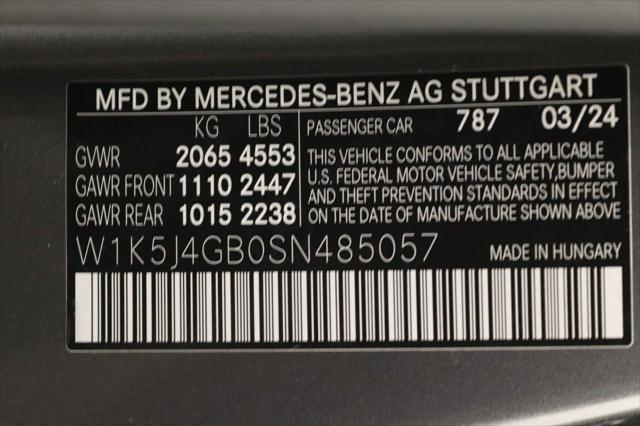 MFD BY MERCEDES-BENZ AG STUTTGART
KG LBS
PASSENGER CAR 787 03/24
GVWR 2065 4553
GAWR FRONT 1110 2447
GAWR REAR 1015 2238
THIS VEHICLE CONFORMS TO ALL APPLICABLE
U.S. FEDERAL MOTOR VEHICLE SAFETY,BUMPER
AND THEFT PREVENTION STANDARDS IN EFFECT
ON THE DATE OF MANUFACTURE SHOWN ABOVE
W1K5J4GB0SN485057
MADE IN HUNGARY